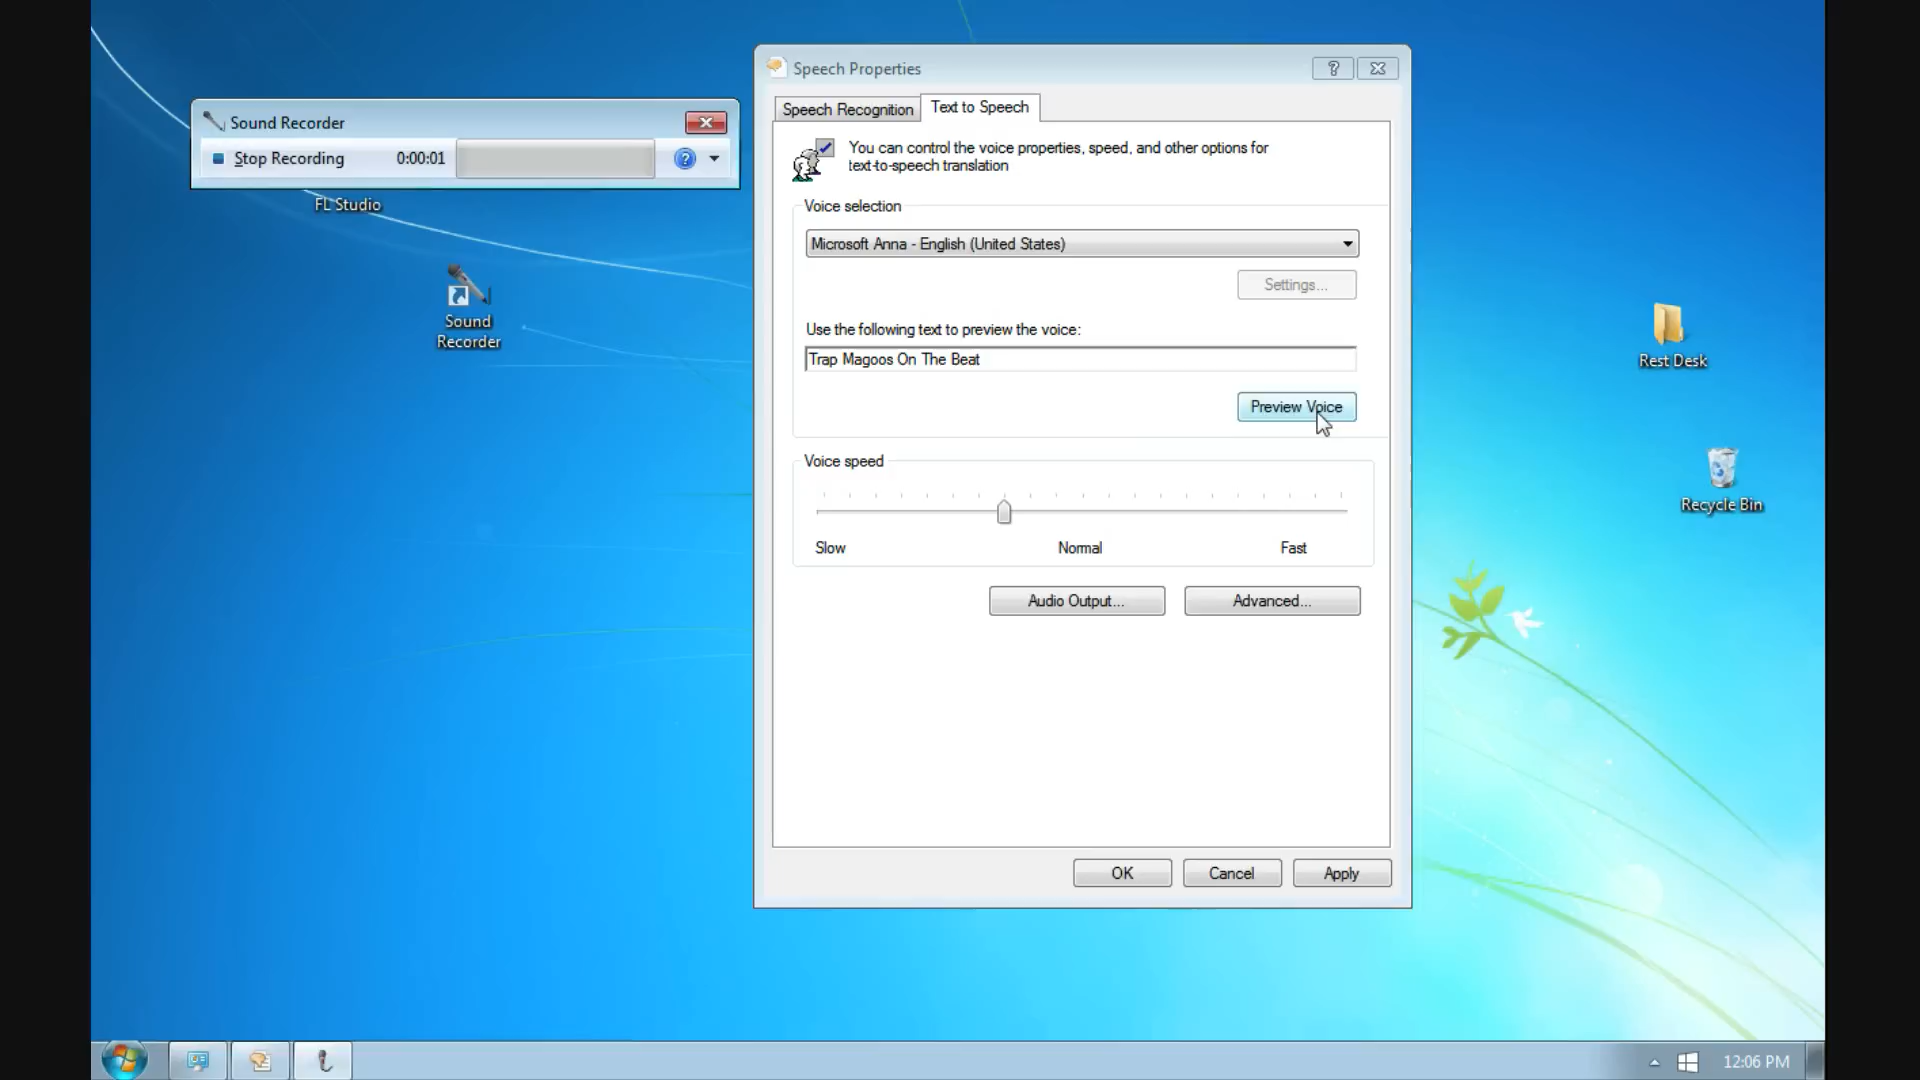 Speech Properties
Sound Recorder
Stop Recording 0:00:01
FL Studio
Sound
Recorder
Speech Recognition
Text to Speech
You can control the voice properties, speed, and other options for
text-to-speech translation
Voice selection
Microsoft Anna - English (United States)
Settings...
Use the following text to preview the voice:
Trap Magoos On The Beat
Preview Voice
Voice speed
Slow Normal Fast
Audio Output... Advanced...
OK Cancel Apply
Rest Desk
Recycle Bin
12:06 PM